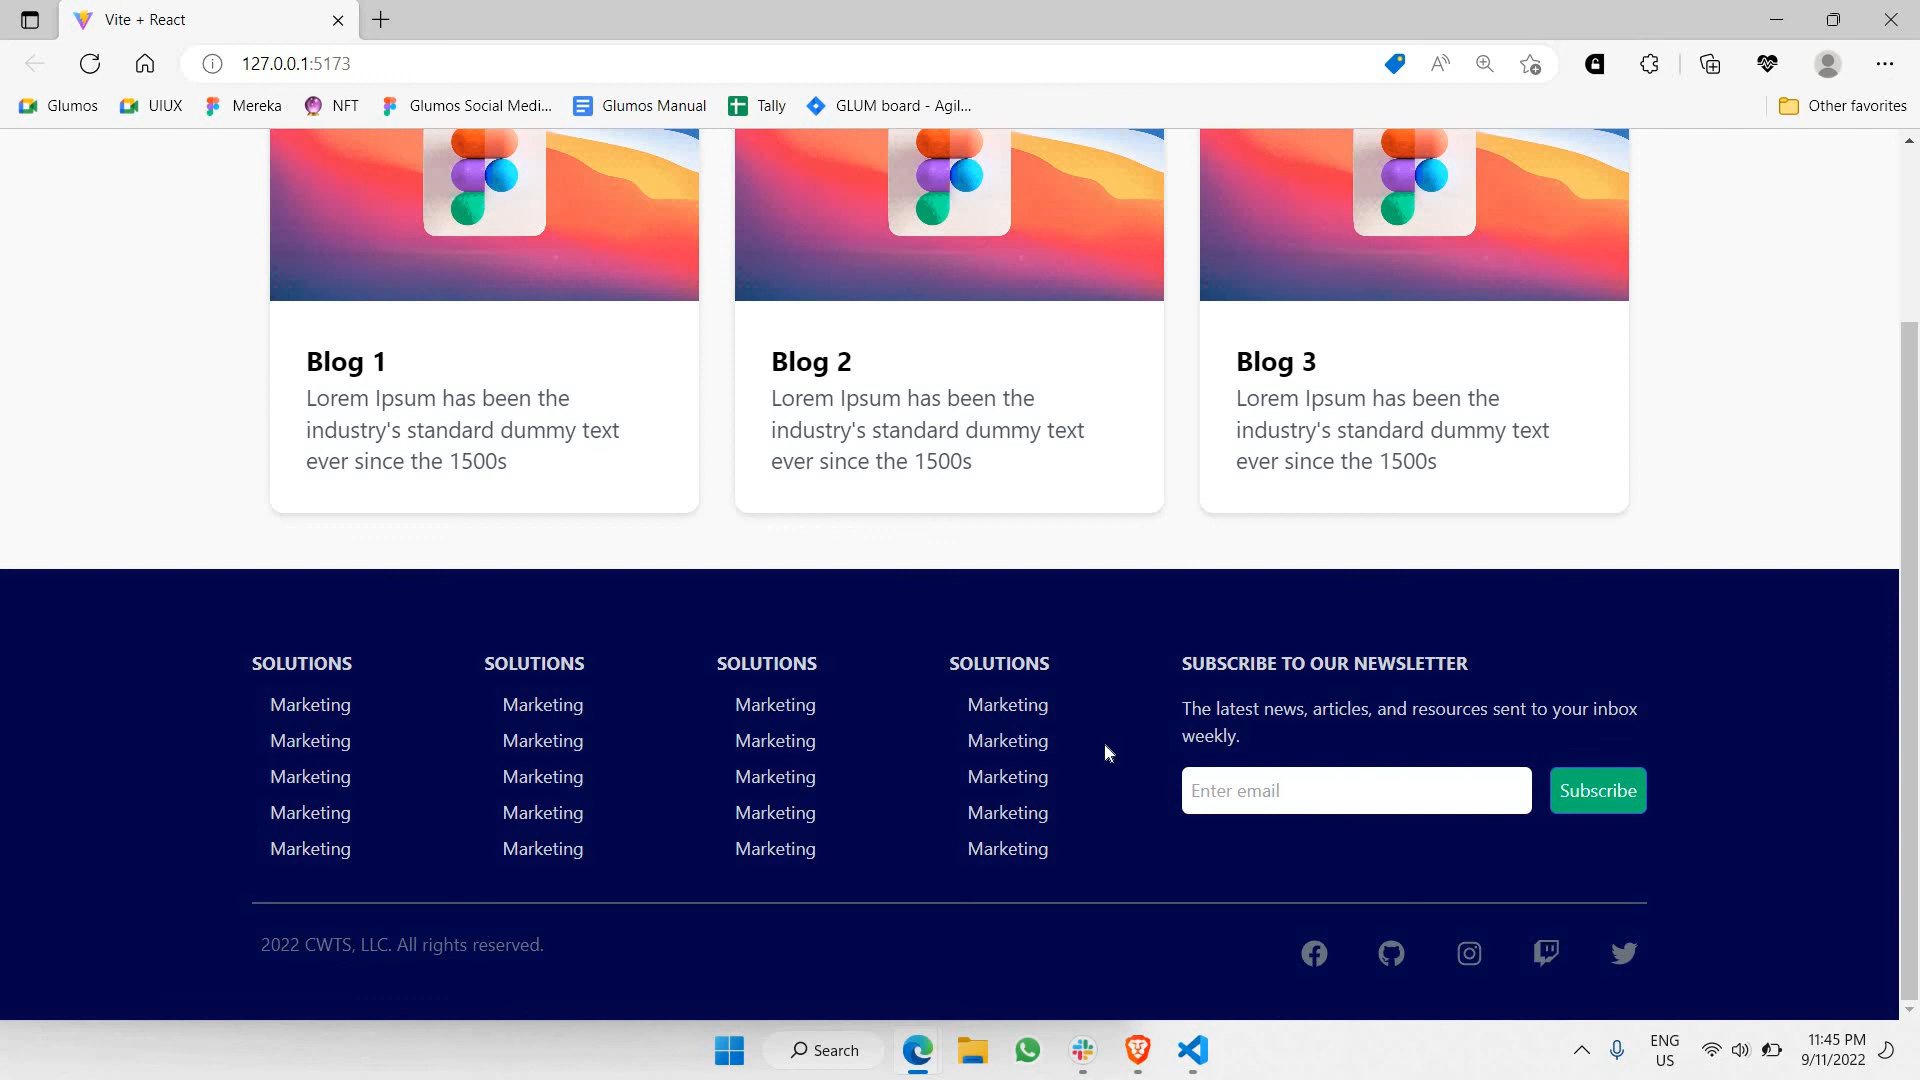 Vite + React
127.0.0.1:5173
Glumos UIUX Mereka NFT Glumos Social Medi... Glumos Manual Tally GLUM board - Agil... Other favorites
Blog 1
Lorem Ipsum has been the
industry's standard dummy text
ever since the 1500s
Blog 2
Lorem Ipsum has been the
industry's standard dummy text
ever since the 1500s
Blog 3
Lorem Ipsum has been the
industry's standard dummy text
ever since the 1500s
SOLUTIONS
Marketing
Marketing
Marketing
Marketing
Marketing
SOLUTIONS
Marketing
Marketing
Marketing
Marketing
Marketing
SOLUTIONS
Marketing
Marketing
Marketing
Marketing
Marketing
SOLUTIONS
Marketing
Marketing
Marketing
Marketing
Marketing
SUBSCRIBE TO OUR NEWSLETTER
The latest news, articles, and resources sent to your inbox
weekly.
Enter email
Subscribe
2022 CWTS, LLC. All rights reserved.
Search
ENG
US
11:45 PM
9/11/2022